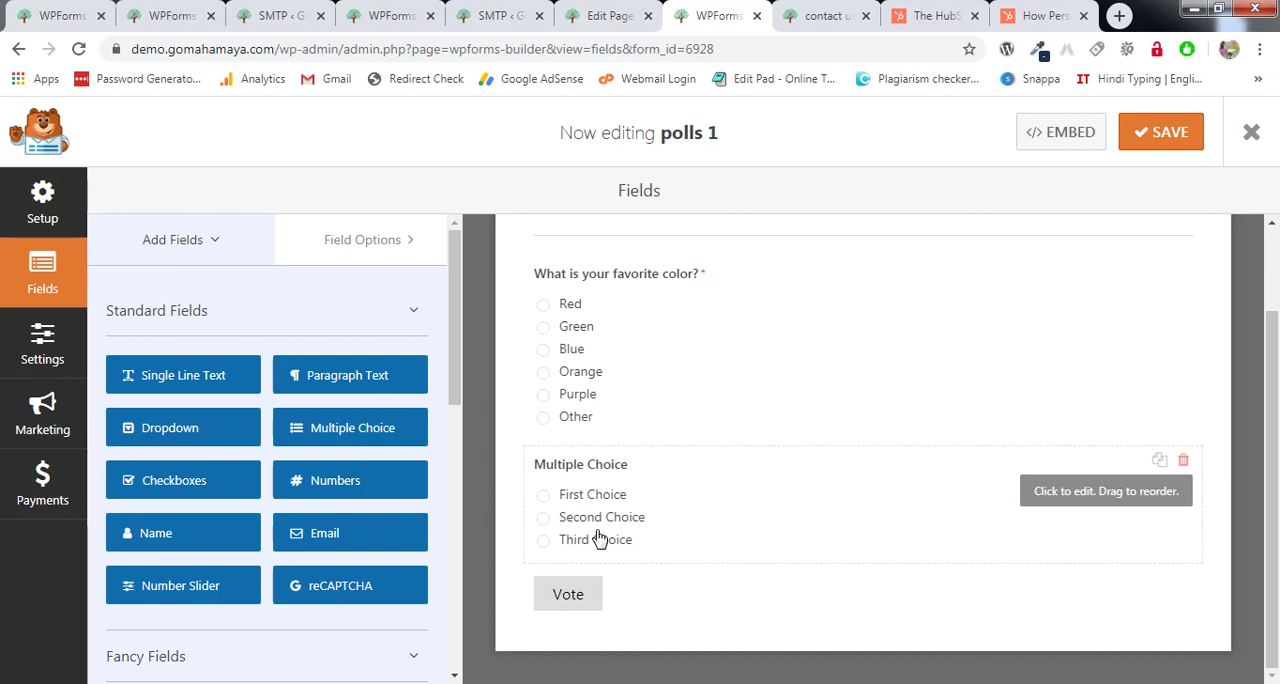 WPForms
WPForms
SMTP ‹ G
WPForms
SMTP ‹ G
Edit Page
WPForms
contact u
The HubS
How Pers
demo.gomahamaya.com/wp-admin/admin.php?page=wpforms-builder&view=fields&form_id=6928
Apps
Password Generato...
Analytics
Gmail
Redirect Check
Google AdSense
Webmail Login
Edit Pad - Online T...
Plagiarism checker...
Snappa
Hindi Typing | Engli...
Now editing polls 1
</> EMBED
SAVE
Setup
Fields
Settings
Marketing
Payments
Fields
Add Fields
Field Options
Standard Fields
Single Line Text
Paragraph Text
Dropdown
Multiple Choice
Checkboxes
Numbers
Name
Email
Number Slider
reCAPTCHA
Fancy Fields
What is your favorite color? *
Red
Green
Blue
Orange
Purple
Other
Multiple Choice
First Choice
Second Choice
Third Choice
Click to edit. Drag to reorder.
Vote